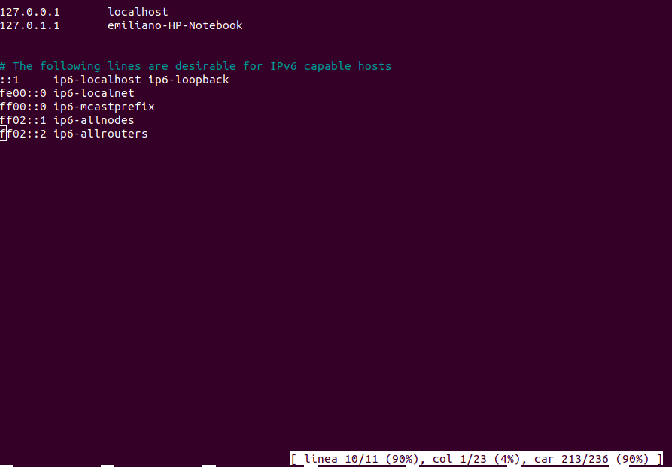 127.0.0.1       localhost
127.0.1.1       emiliano-HP-Notebook
# The following lines are desirable for IPv6 capable hosts
::1     ip6-localhost ip6-loopback
fe00::0 ip6-localnet
ff00::0 ip6-mcastprefix
ff02::1 ip6-allnodes
ff02::2 ip6-allrouters
[ linea 10/11 (90%), col 1/23 (4%), car 213/236 (90%) ]